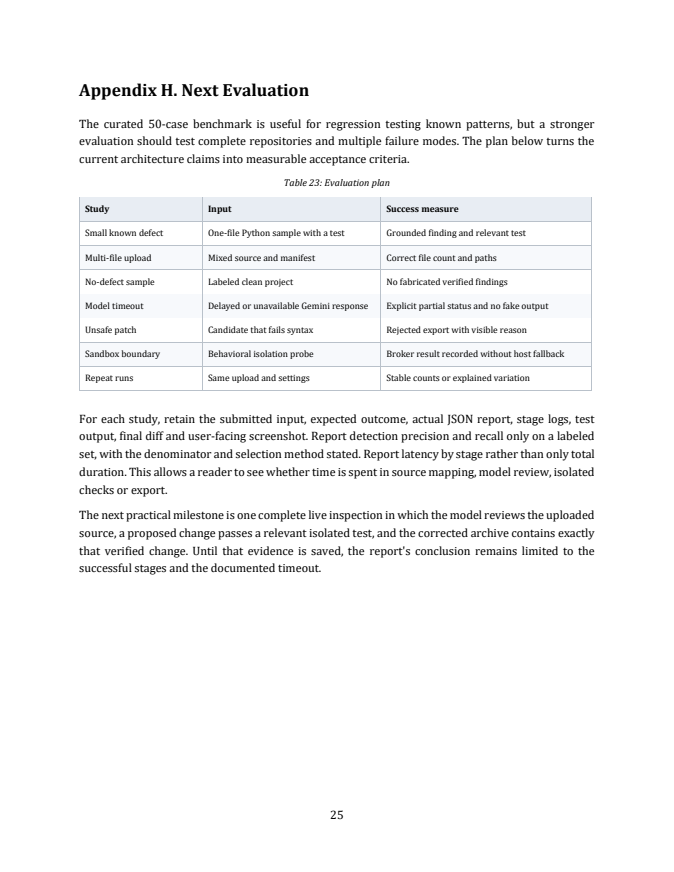 Appendix H. Next Evaluation
The curated 50-case benchmark is useful for regression testing known patterns, but a stronger
evaluation should test complete repositories and multiple failure modes. The plan below turns the
current architecture claims into measurable acceptance criteria.
Table 23: Evaluation plan
Study Input Success measure
Small known defect One-file Python sample with a test Grounded finding and relevant test
Multi-file upload Mixed source and manifest Correct file count and paths
No-defect sample Labeled clean project No fabricated verified findings
Model timeout Delayed or unavailable Gemini response Explicit partial status and no fake output
Unsafe patch Candidate that fails syntax Rejected export with visible reason
Sandbox boundary Behavioral isolation probe Broker result recorded without host fallback
Repeat runs Same upload and settings Stable counts or explained variation
For each study, retain the submitted input, expected outcome, actual JSON report, stage logs, test
output, final diff and user-facing screenshot. Report detection precision and recall only on a labeled
set, with the denominator and selection method stated. Report latency by stage rather than only total
duration. This allows a reader to see whether time is spent in source mapping, model review, isolated
checks or export.
The next practical milestone is one complete live inspection in which the model reviews the uploaded
source, a proposed change passes a relevant isolated test, and the corrected archive contains exactly
that verified change. Until that evidence is saved, the report's conclusion remains limited to the
successful stages and the documented timeout.
25